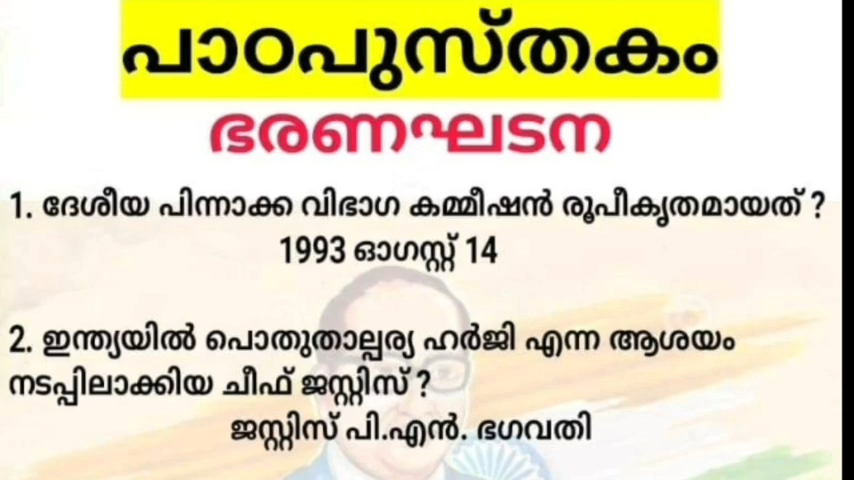 പാഠപുസ്തകം
ഭരണഘടന
1. ദേശീയ പിന്നാക്ക വിഭാഗ കമ്മീഷൻ രൂപീകൃതമായത് ?
1993 ഓഗസ്റ്റ് 14
2. ഇന്ത്യയിൽ പൊതുതാല്പര്യ ഹർജി എന്ന ആശയം
നടപ്പിലാക്കിയ ചീഫ് ജസ്റ്റിസ് ?
ജസ്റ്റിസ് പി.എൻ. ഭഗവതി